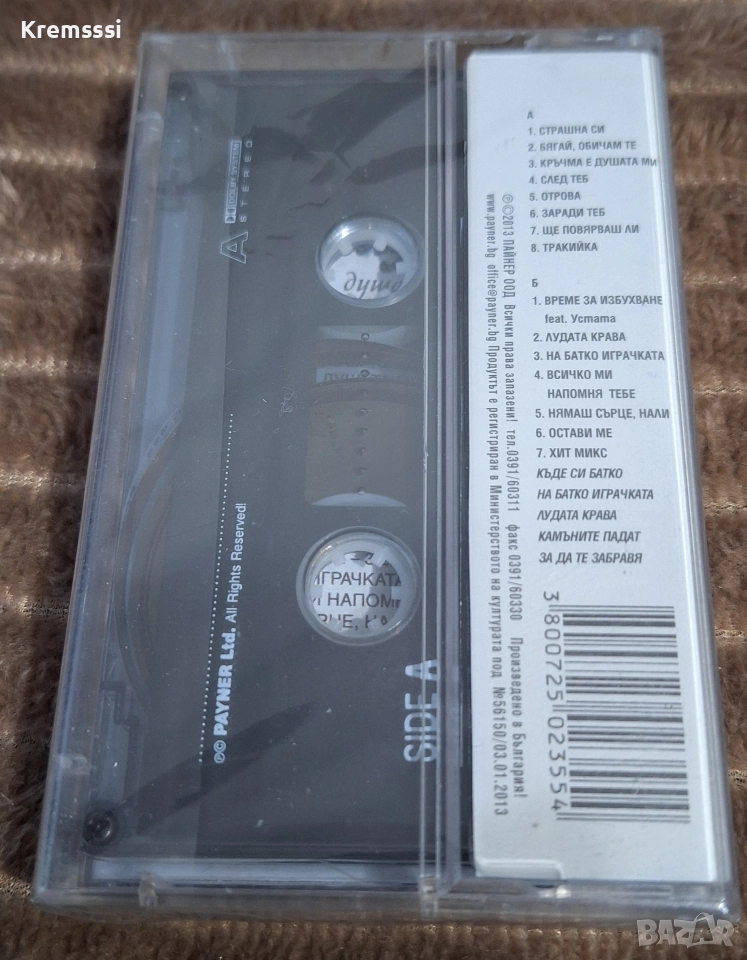 Kremsssi
А
1. СТРАШНА СИ
2. БЯГАЙ, ОБИЧАМ ТЕ
3. КРЪЧМА Е ДУШАТА МИ
4. СЛЕД ТЕБ
5. ОТРОВА
6. ЗАРАДИ ТЕБ
7. ЩЕ ПОВЯРВАШ ЛИ
8. ТРАКИЙКА
Б
1. ВРЕМЕ ЗА ИЗБУХВАНЕ
feat. Устата
2. ЛУДАТА КРАВА
3. НА БАТКО ИГРАЧКАТА
4. ВСИЧКО МИ
НАПОМНЯ ТЕБЕ
5. НЯМАШ СЪРЦЕ, НАЛИ
6. ОСТАВИ МЕ
7. ХИТ МИКС
КЪДЕ СИ БАТКО
НА БАТКО ИГРАЧКАТА
ЛУДАТА КРАВА
КАМЪНИТЕ ПАДАТ
ЗА ДА ТЕ ЗАБРАВЯ
℗©2013 ПАЙНЕР ООД Всички права запазени! тел.0391/60311 факс 0391/60330 Произведено в България!
www.payner.bg office@payner.bg Продуктът е регистриран в Министерството на културата под №56150/03.01.2013
3 800725 023554
DOLBY SYSTEM
A STEREO
душа
ИГРАЧКАТА
НАПОМ
SIDE A
℗© PAYNER Ltd. All Rights Reserved!
BAZAR